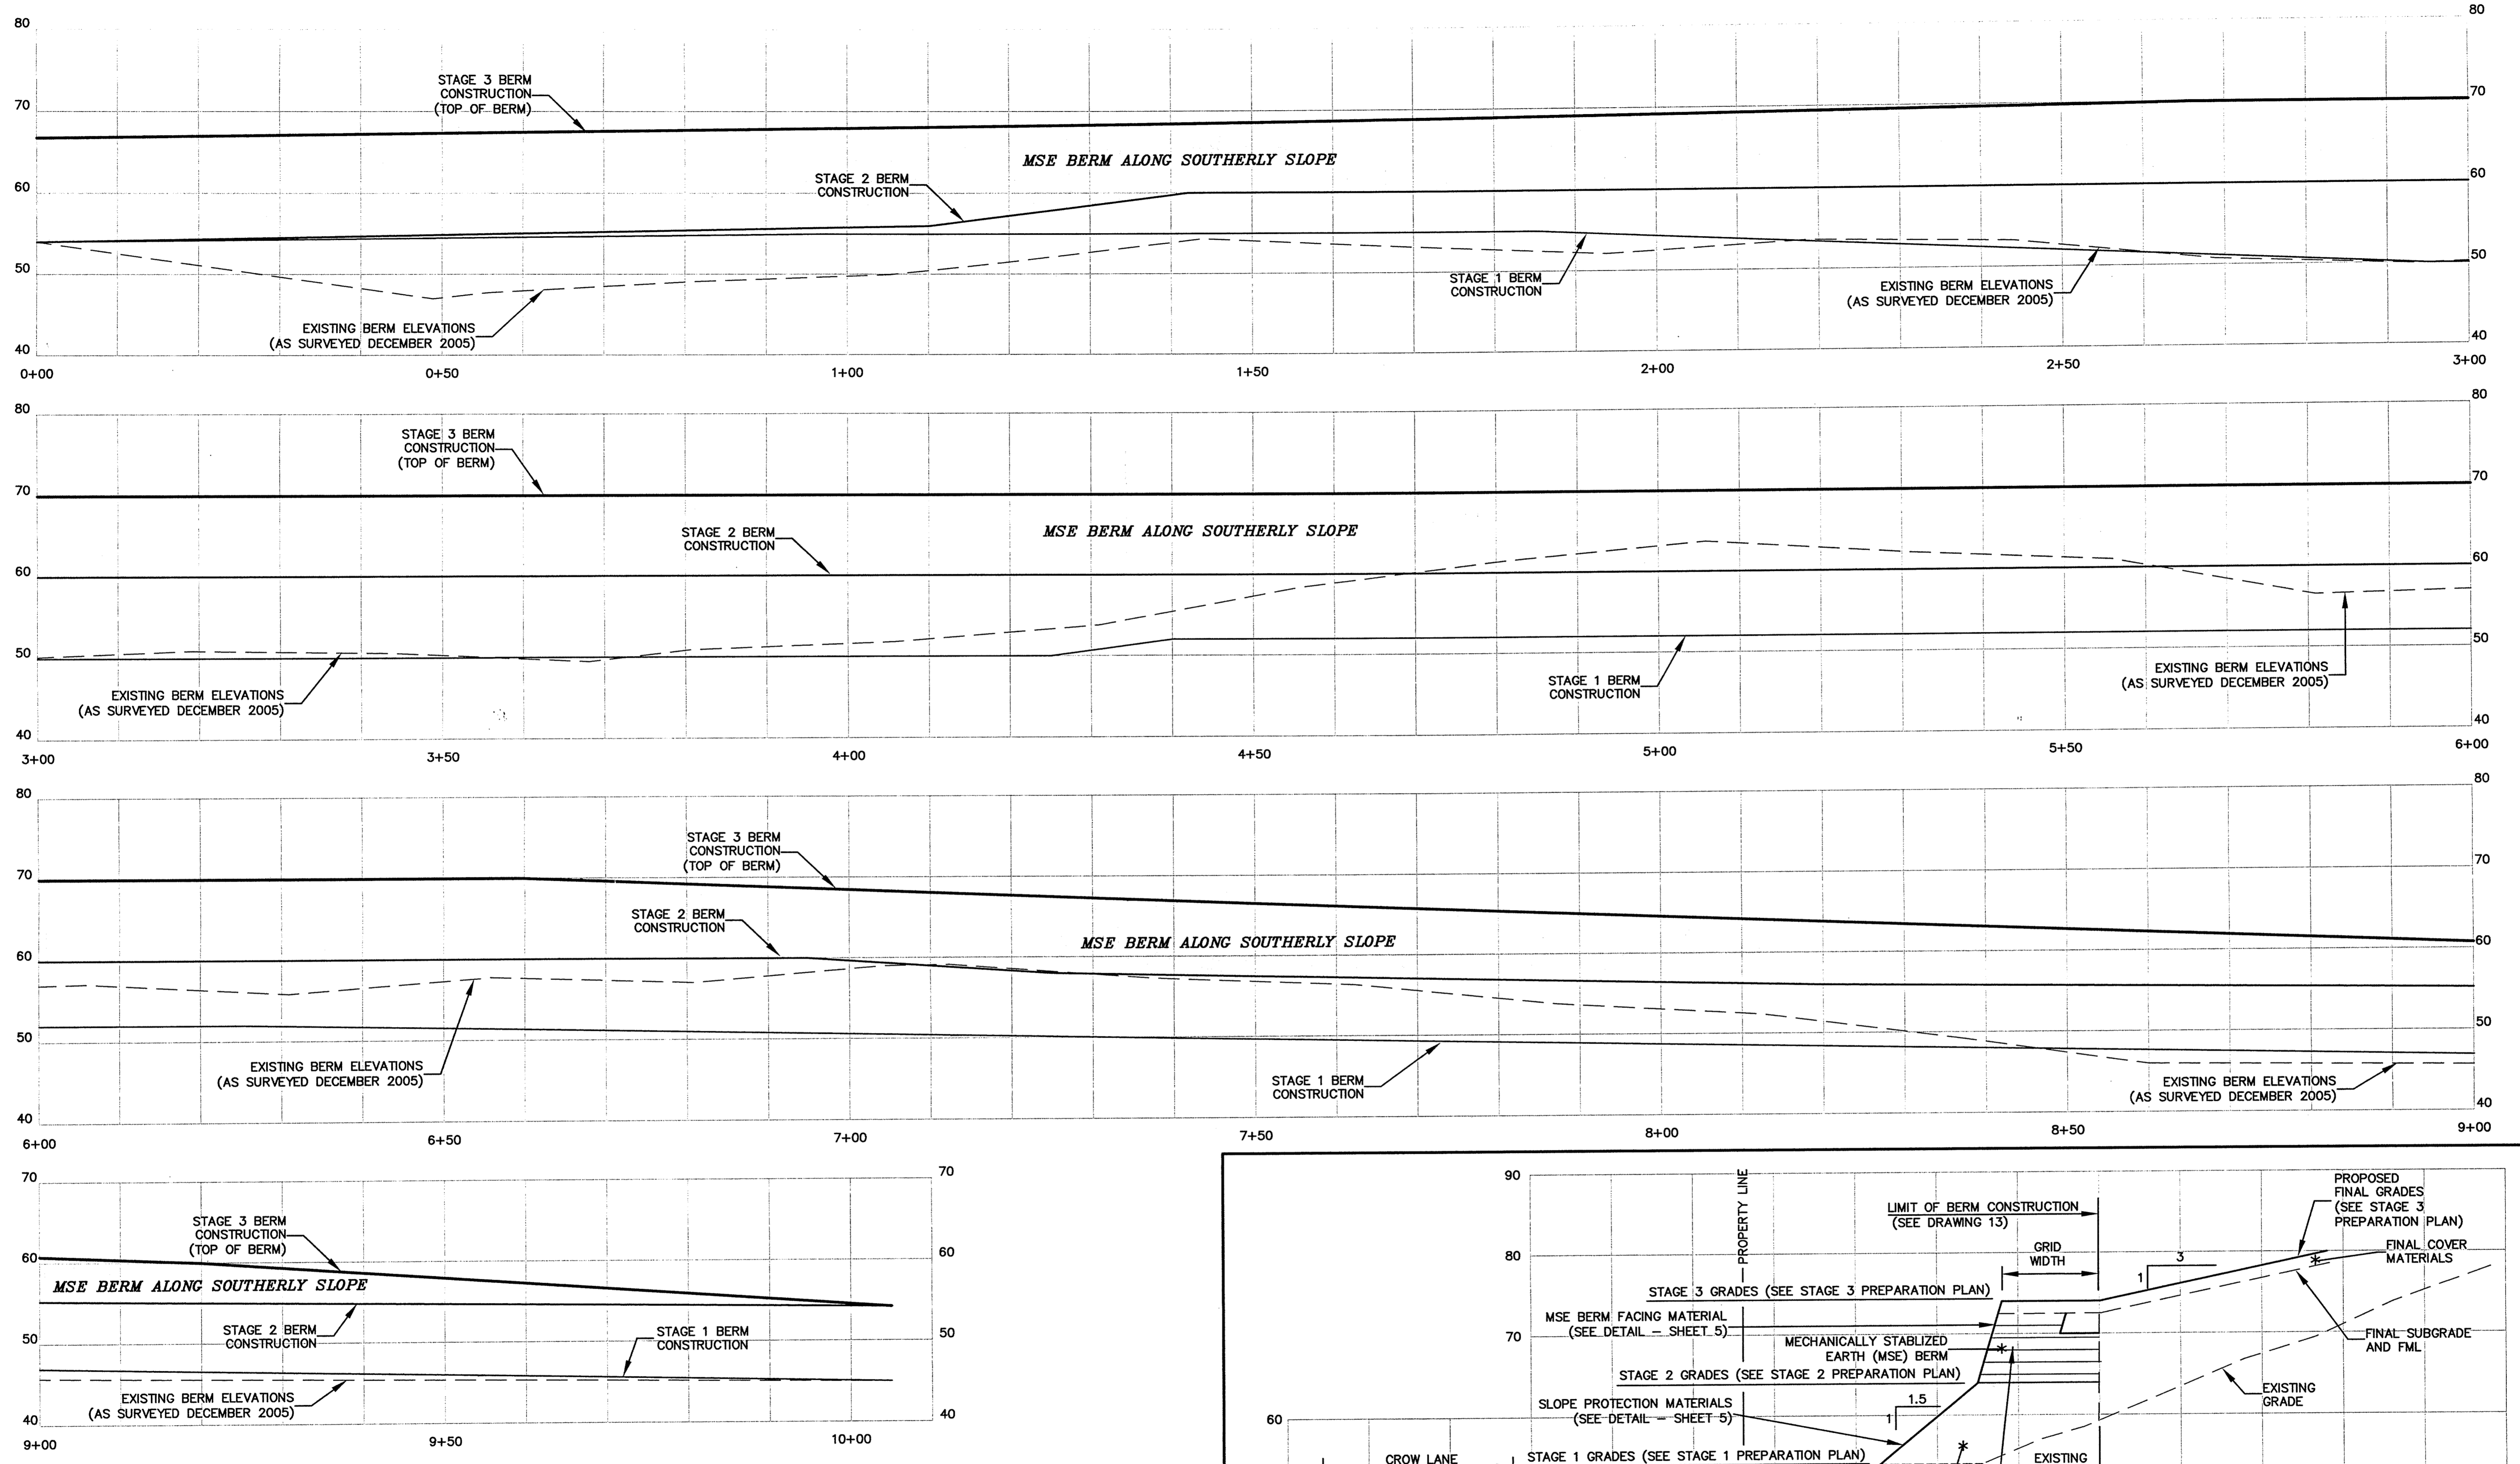 80
80
STAGE 3 BERM
CONSTRUCTION
(TOP OF BERM)
70
70
MSE BERM ALONG SOUTHERLY SLOPE
STAGE 2 BERM
CONSTRUCTION
60
60
50
50
STAGE 1 BERM
CONSTRUCTION
EXISTING BERM ELEVATIONS
(AS SURVEYED DECEMBER 2005)
EXISTING BERM ELEVATIONS
(AS SURVEYED DECEMBER 2005)
40
40
0+00
0+50
1+00
1+50
2+00
2+50
3+00
80
80
STAGE 3 BERM
CONSTRUCTION
(TOP OF BERM)
70
70
STAGE 2 BERM
CONSTRUCTION
MSE BERM ALONG SOUTHERLY SLOPE
60
60
50
50
EXISTING BERM ELEVATIONS
(AS SURVEYED DECEMBER 2005)
STAGE 1 BERM
CONSTRUCTION
EXISTING BERM ELEVATIONS
(AS SURVEYED DECEMBER 2005)
40
40
3+00
3+50
4+00
4+50
5+00
5+50
6+00
80
80
STAGE 3 BERM
CONSTRUCTION
(TOP OF BERM)
70
70
STAGE 2 BERM
CONSTRUCTION
MSE BERM ALONG SOUTHERLY SLOPE
60
60
50
50
EXISTING BERM ELEVATIONS
(AS SURVEYED DECEMBER 2005)
STAGE 1 BERM
CONSTRUCTION
EXISTING BERM ELEVATIONS
(AS SURVEYED DECEMBER 2005)
40
40
6+00
6+50
7+00
7+50
8+00
8+50
9+00
70
70
STAGE 3 BERM
CONSTRUCTION
(TOP OF BERM)
60
60
MSE BERM ALONG SOUTHERLY SLOPE
STAGE 2 BERM
CONSTRUCTION
STAGE 1 BERM
CONSTRUCTION
50
50
EXISTING BERM ELEVATIONS
(AS SURVEYED DECEMBER 2005)
40
40
9+00
9+50
10+00
90
PROPERTY LINE
LIMIT OF BERM CONSTRUCTION
(SEE DRAWING 13)
PROPOSED
FINAL GRADES
(SEE STAGE 3
PREPARATION PLAN)
80
GRID
WIDTH
3
1
FINAL COVER
MATERIALS
STAGE 3 GRADES (SEE STAGE 3 PREPARATION PLAN)
MSE BERM FACING MATERIAL
(SEE DETAIL – SHEET 5)
70
MECHANICALLY STABLIZED
EARTH (MSE) BERM
FINAL SUBGRADE
AND FML
STAGE 2 GRADES (SEE STAGE 2 PREPARATION PLAN)
SLOPE PROTECTION MATERIALS
(SEE DETAIL – SHEET 5)
1.5
1
EXISTING
GRADE
60
CROW LANE
STAGE 1 GRADES (SEE STAGE 1 PREPARATION PLAN)
EXISTING